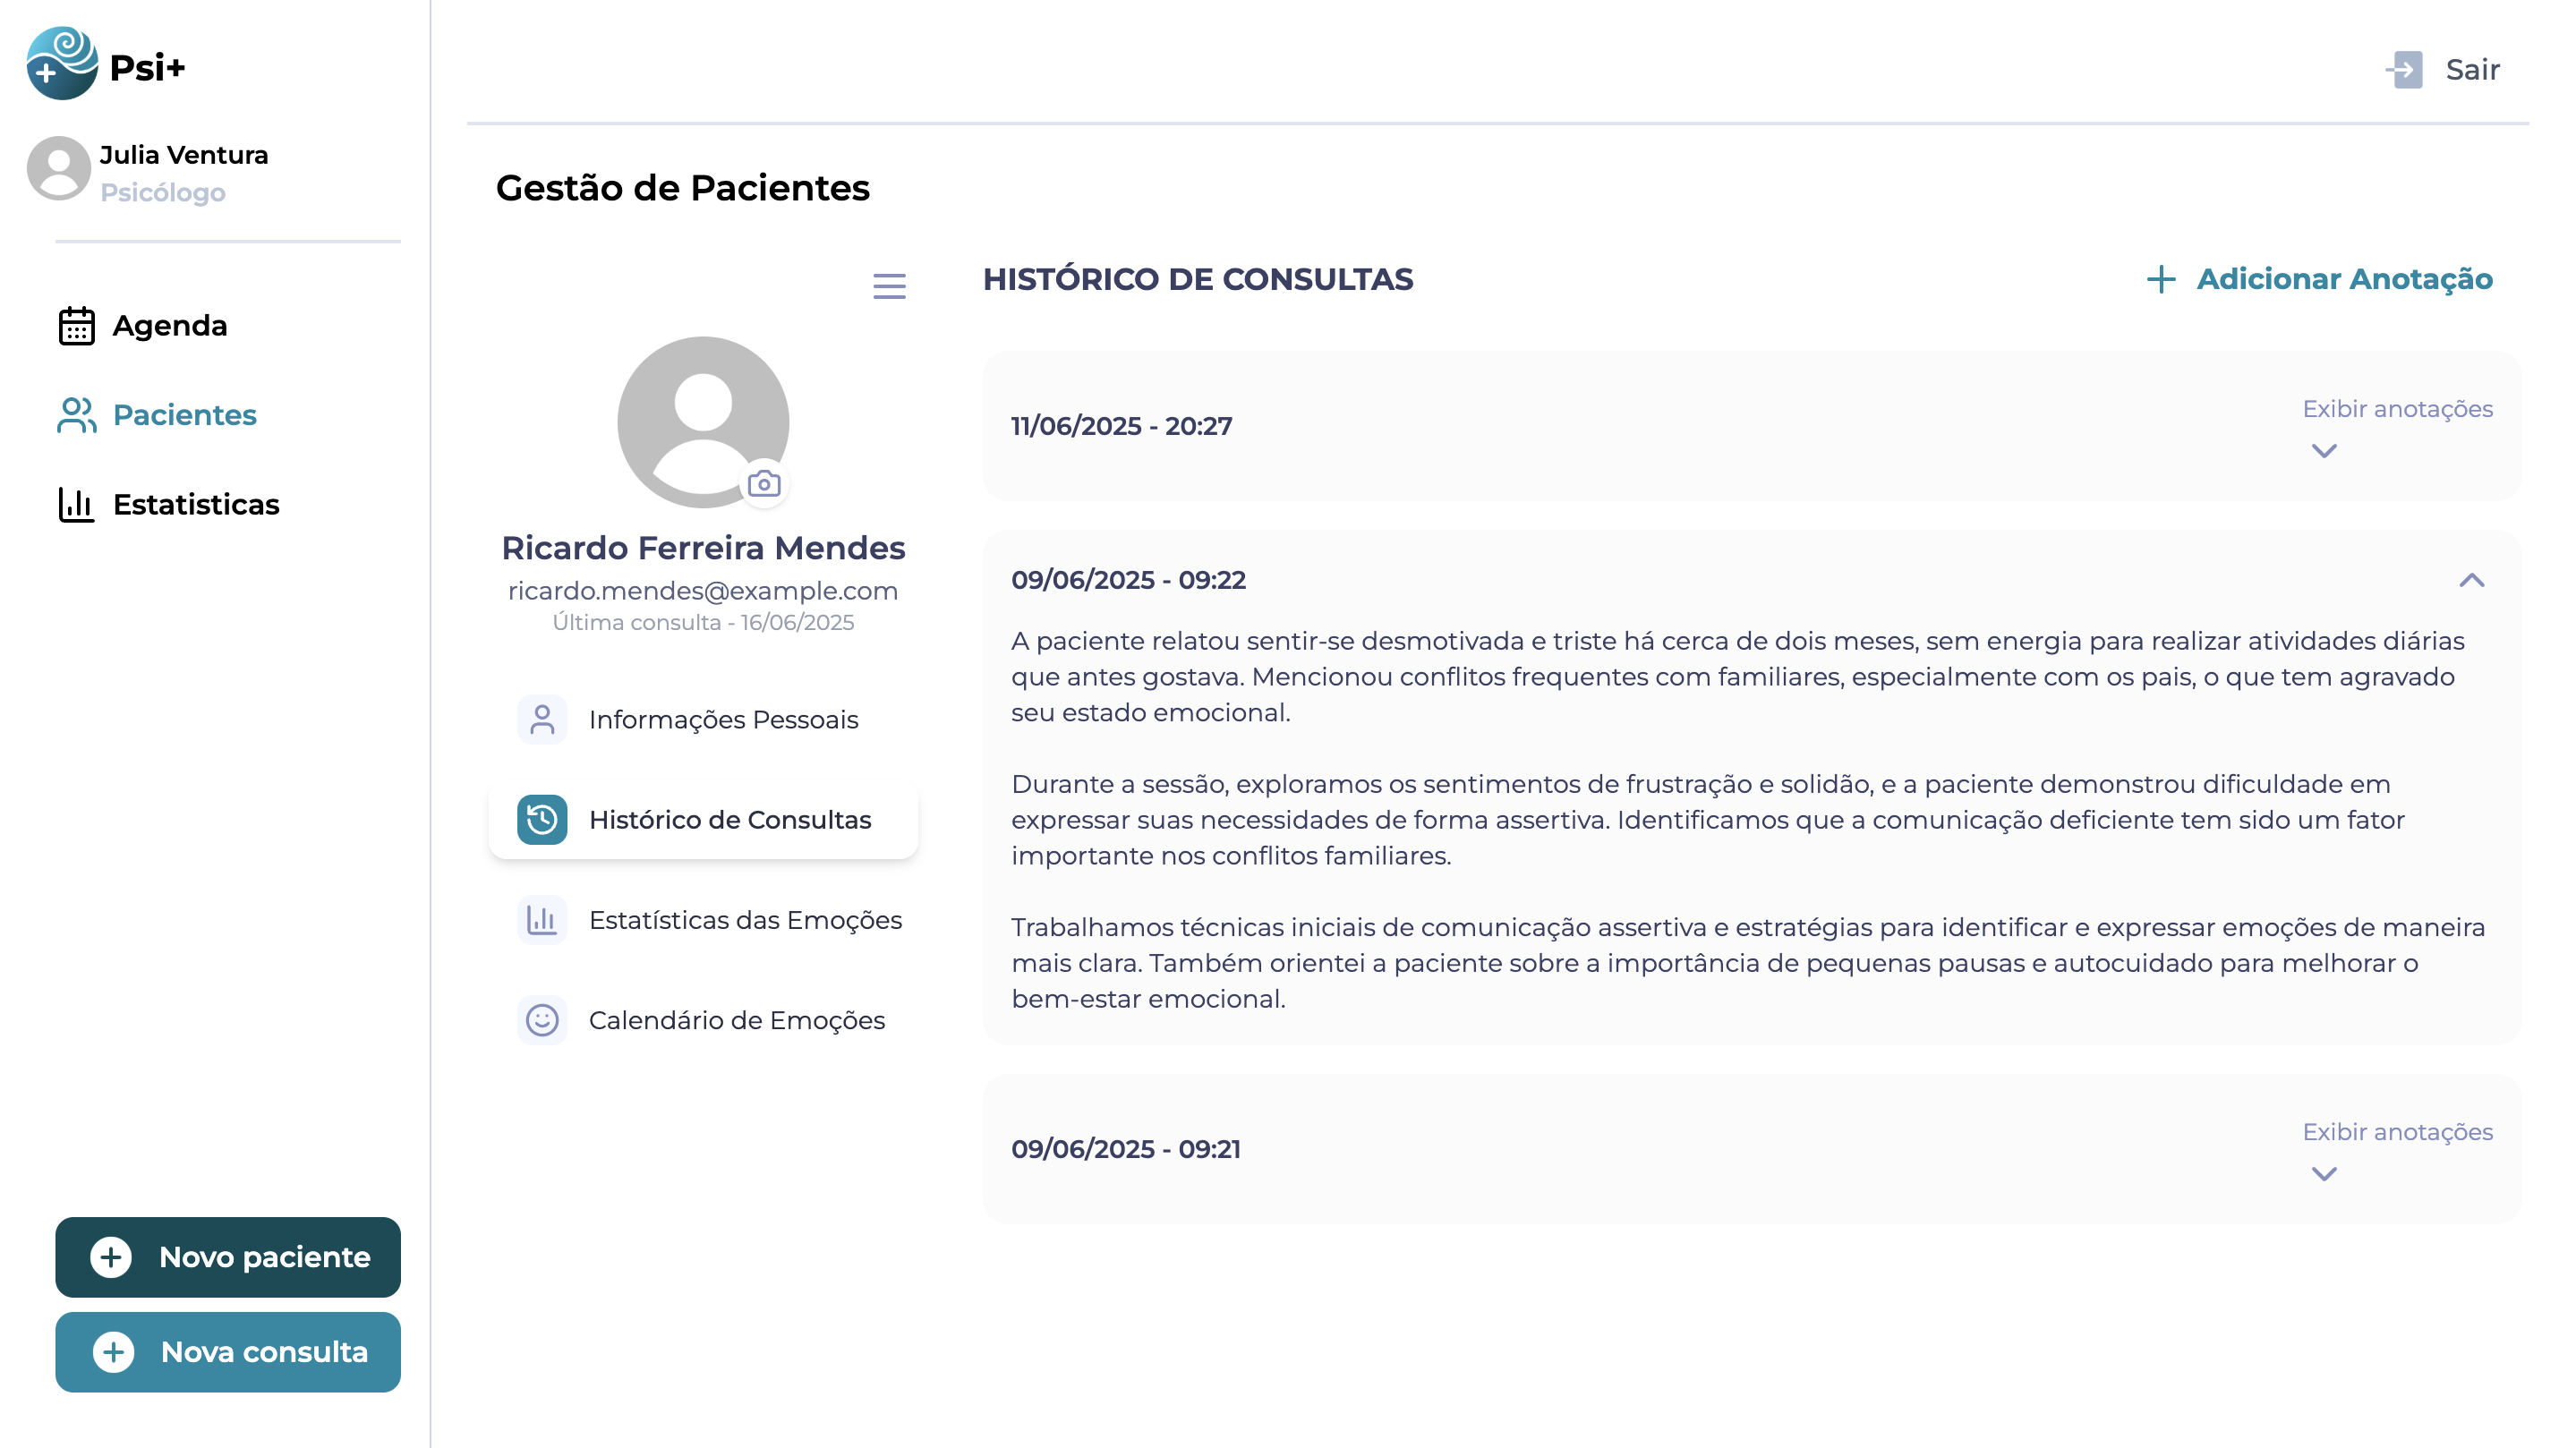 Psi+
Julia Ventura
Psicólogo
Agenda
Pacientes
Estatisticas
Novo paciente
Nova consulta
Sair
Gestão de Pacientes
Ricardo Ferreira Mendes
ricardo.mendes@example.com
Última consulta - 16/06/2025
Informações Pessoais
Histórico de Consultas
Estatísticas das Emoções
Calendário de Emoções
HISTÓRICO DE CONSULTAS
Adicionar Anotação
11/06/2025 - 20:27
Exibir anotações
09/06/2025 - 09:22
A paciente relatou sentir-se desmotivada e triste há cerca de dois meses, sem energia para realizar atividades diárias
que antes gostava. Mencionou conflitos frequentes com familiares, especialmente com os pais, o que tem agravado
seu estado emocional.
Durante a sessão, exploramos os sentimentos de frustração e solidão, e a paciente demonstrou dificuldade em
expressar suas necessidades de forma assertiva. Identificamos que a comunicação deficiente tem sido um fator
importante nos conflitos familiares.
Trabalhamos técnicas iniciais de comunicação assertiva e estratégias para identificar e expressar emoções de maneira
mais clara. Também orientei a paciente sobre a importância de pequenas pausas e autocuidado para melhorar o
bem-estar emocional.
09/06/2025 - 09:21
Exibir anotações